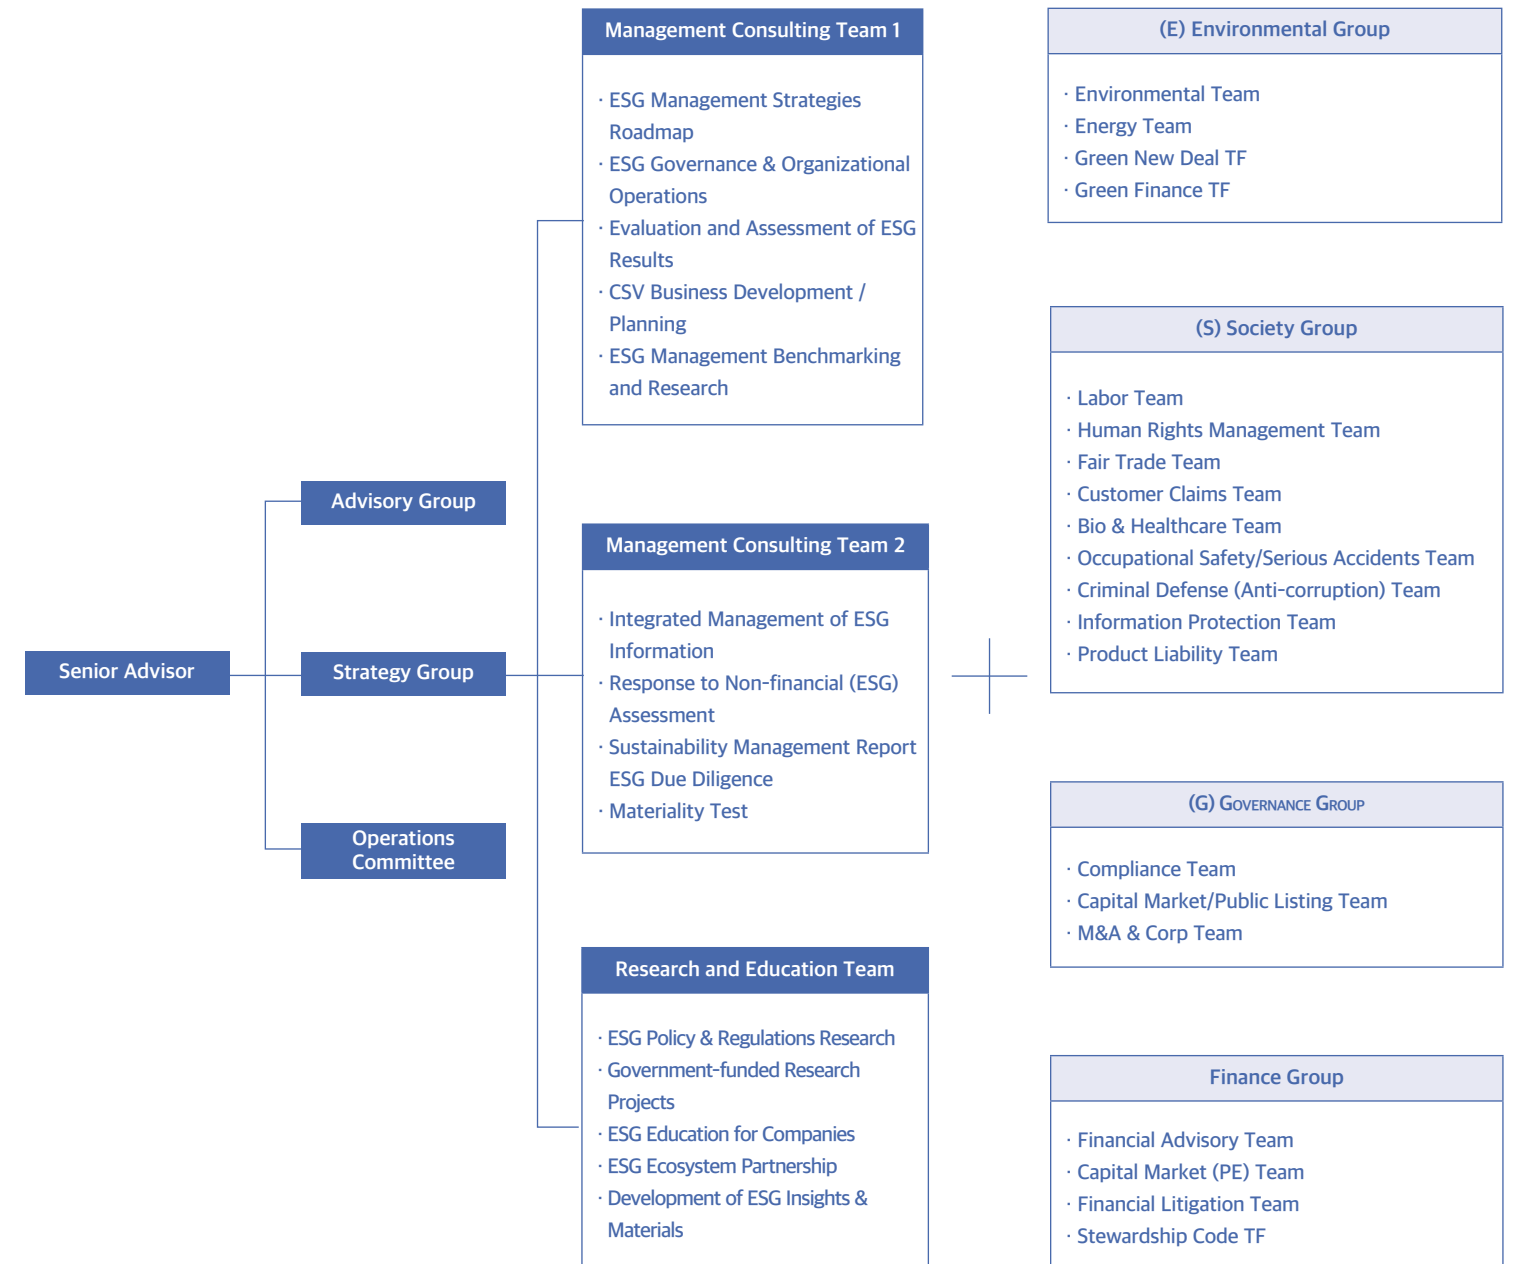 Senior Advisor
Advisory Group
Strategy Group
Operations
Committee
Management Consulting Team 1
· ESG Management Strategies
Roadmap
· ESG Governance & Organizational
Operations
· Evaluation and Assessment of ESG
Results
· CSV Business Development /
Planning
· ESG Management Benchmarking
and Research
Management Consulting Team 2
· Integrated Management of ESG
Information
· Response to Non-financial (ESG)
Assessment
· Sustainability Management Report
ESG Due Diligence
· Materiality Test
Research and Education Team
· ESG Policy & Regulations Research
· Government-funded Research
Projects
· ESG Education for Companies
· ESG Ecosystem Partnership
· Development of ESG Insights &
Materials
(E) Environmental Group
· Environmental Team
· Energy Team
· Green New Deal TF
· Green Finance TF
(S) Society Group
· Labor Team
· Human Rights Management Team
· Fair Trade Team
· Customer Claims Team
· Bio & Healthcare Team
· Occupational Safety/Serious Accidents Team
· Criminal Defense (Anti-corruption) Team
· Information Protection Team
· Product Liability Team
(G) GOVERNANCE GROUP
· Compliance Team
· Capital Market/Public Listing Team
· M&A & Corp Team
Finance Group
· Financial Advisory Team
· Capital Market (PE) Team
· Financial Litigation Team
· Stewardship Code TF